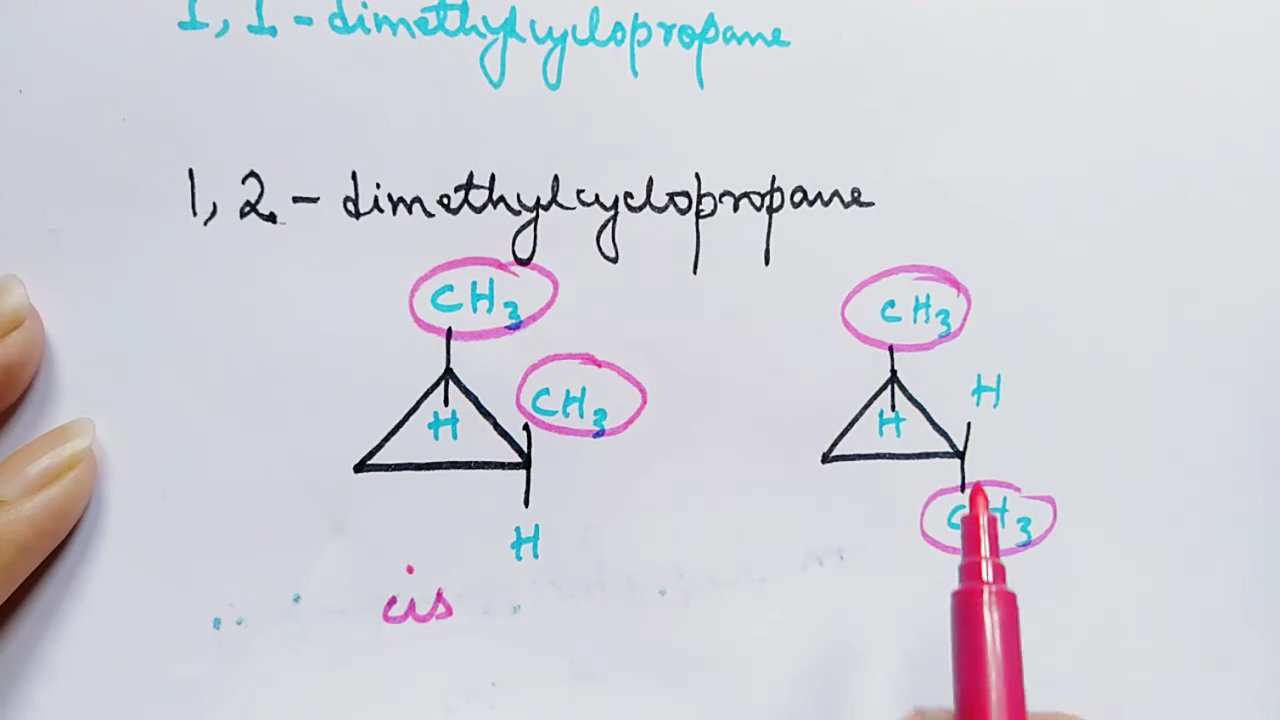 1, 1 - dimethylcyclopropane
1, 2 - dimethylcyclopropane
CH3 CH3
CH3 H
H H
H CH3
cis